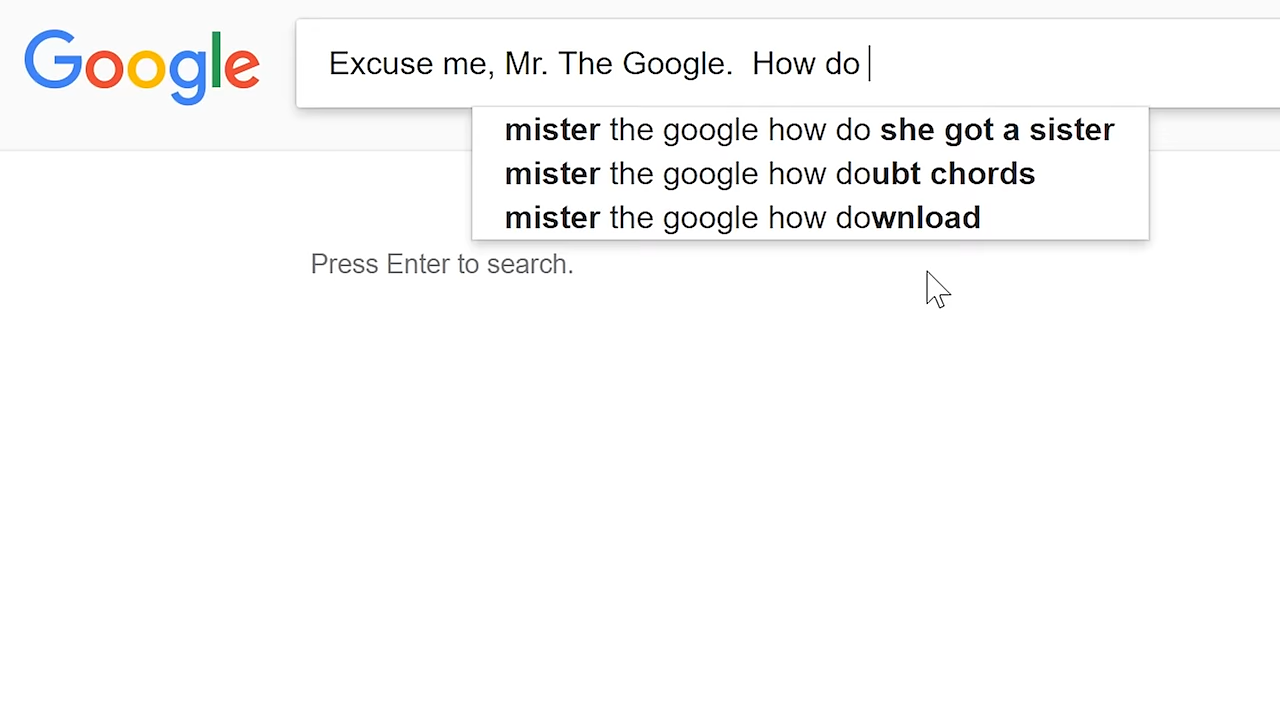 Google
Excuse me, Mr. The Google.  How do
mister the google how do she got a sister
mister the google how doubt chords
mister the google how download
Press Enter to search.